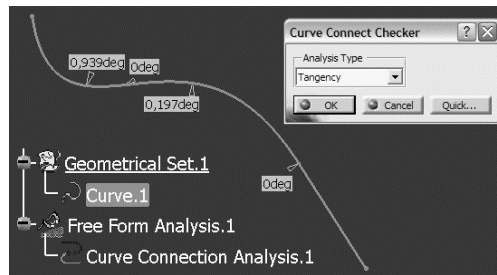 Curve Connect Checker
Analysis Type
Tangency
OK
Cancel
Quick...
0,939deg
0deg
0,197deg
0deg
Geometrical Set.1
Curve.1
Free Form Analysis.1
Curve Connection Analysis.1